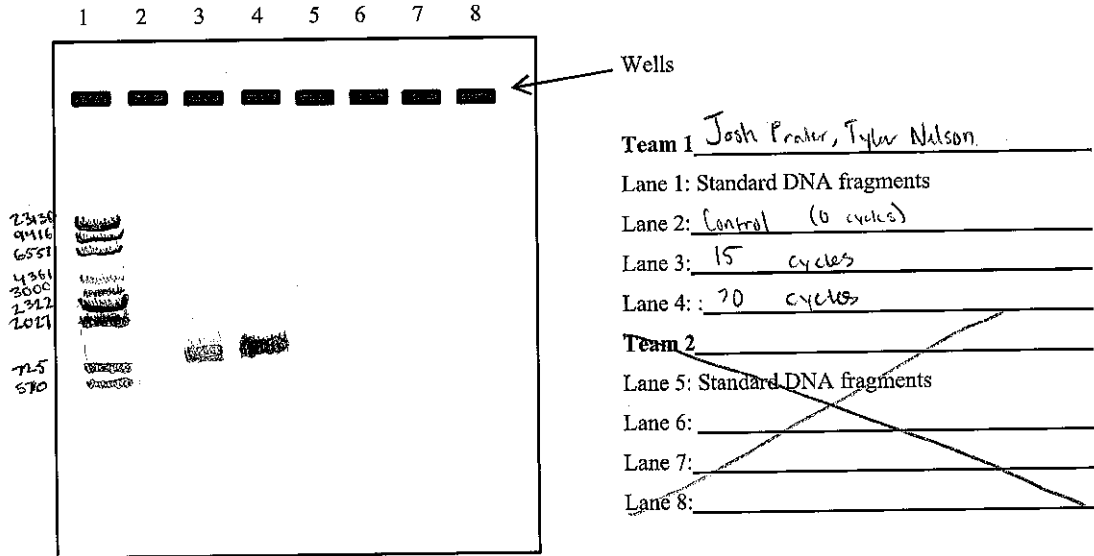 1 2 3 4 5 6 7 8
Wells
23130
9416
6557
4361
3000
2322
2027
725
570
Team 1 Josh Prater, Tyler Nelson
Lane 1: Standard DNA fragments
Lane 2: Control (0 cycles)
Lane 3: 15 cycles
Lane 4: : 20 cycles
Team 2
Lane 5: Standard DNA fragments
Lane 6:
Lane 7:
Lane 8: